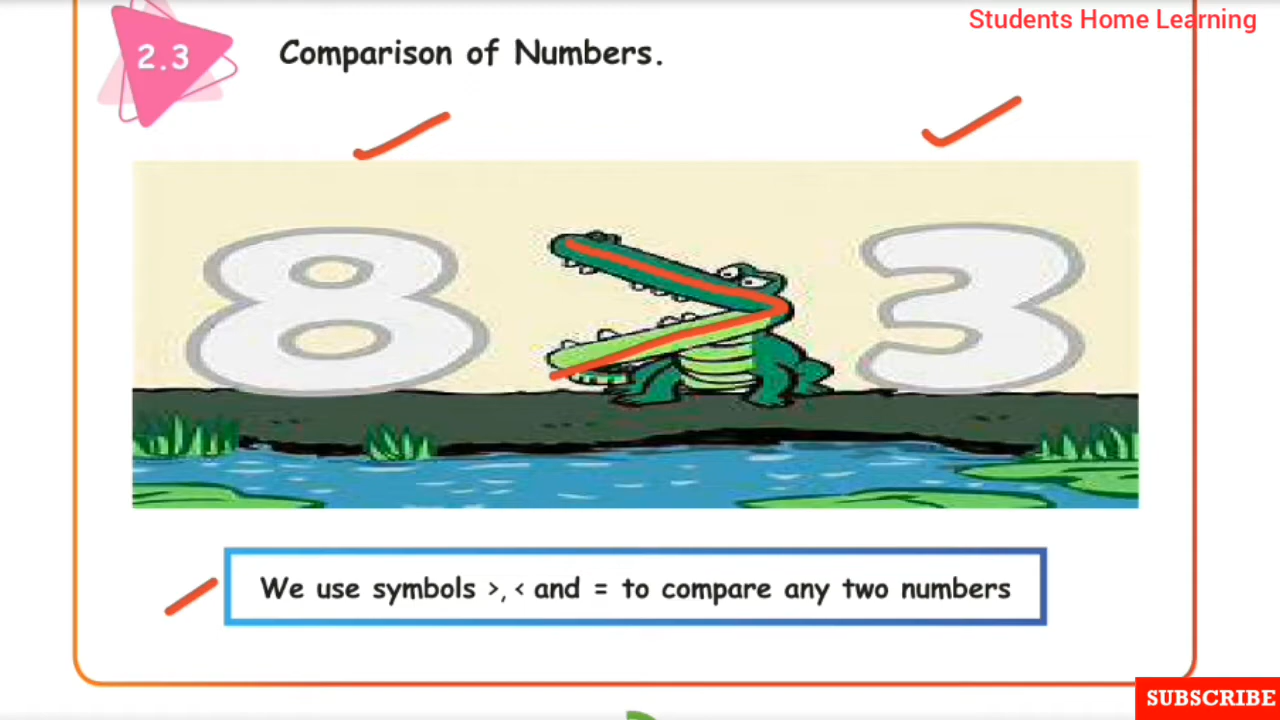 Students Home Learning
2.3
Comparison of Numbers.
8 3
We use symbols >, < and = to compare any two numbers
SUBSCRIBE